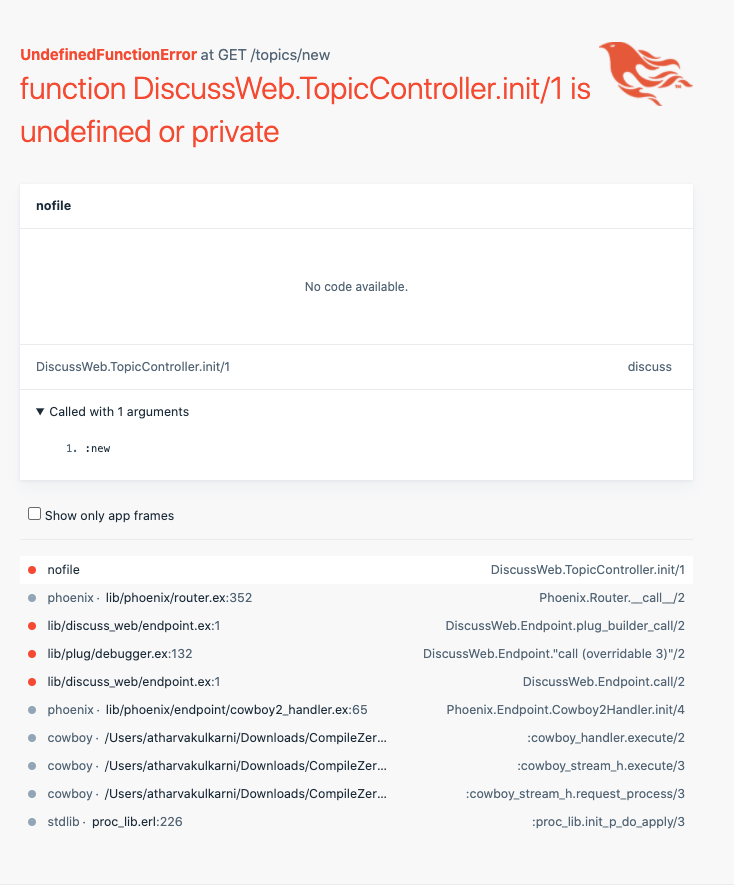 UndefinedFunctionError at GET /topics/new
function DiscussWeb.TopicController.init/1 is
undefined or private
nofile
No code available.
DiscussWeb.TopicController.init/1 discuss
▼ Called with 1 arguments
1. :new
Show only app frames
nofile DiscussWeb.TopicController.init/1
phoenix · lib/phoenix/router.ex:352 Phoenix.Router.__call__/2
lib/discuss_web/endpoint.ex:1 DiscussWeb.Endpoint.plug_builder_call/2
lib/plug/debugger.ex:132 DiscussWeb.Endpoint."call (overridable 3)"/2
lib/discuss_web/endpoint.ex:1 DiscussWeb.Endpoint.call/2
phoenix · lib/phoenix/endpoint/cowboy2_handler.ex:65 Phoenix.Endpoint.Cowboy2Handler.init/4
cowboy · /Users/atharvakulkarni/Downloads/CompileZer... :cowboy_handler.execute/2
cowboy · /Users/atharvakulkarni/Downloads/CompileZer... :cowboy_stream_h.execute/3
cowboy · /Users/atharvakulkarni/Downloads/CompileZer... :cowboy_stream_h.request_process/3
stdlib · proc_lib.erl:226 :proc_lib.init_p_do_apply/3